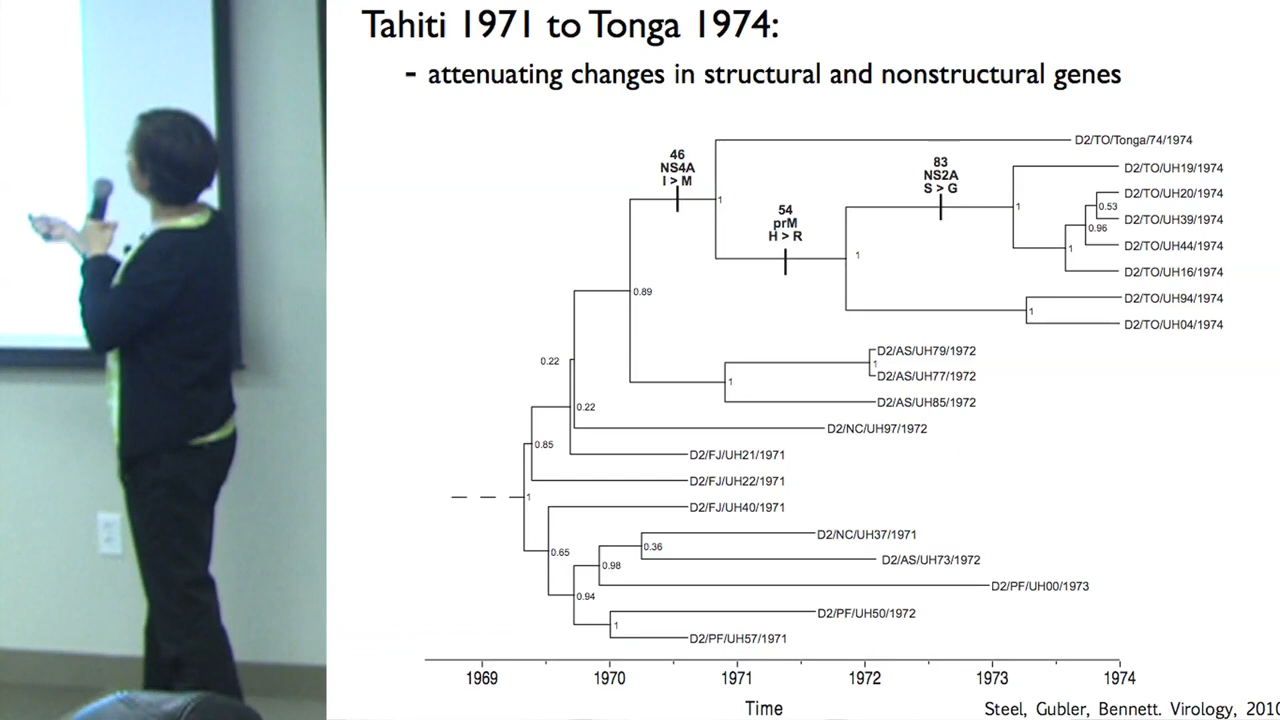 Tahiti 1971 to Tonga 1974:
- attenuating changes in structural and nonstructural genes
D2/TO/Tonga/74/1974
46
NS4A
I > M
83
NS2A
S > G
D2/TO/UH19/1974
D2/TO/UH20/1974
1
1
0.53
54
prM
H > R
D2/TO/UH39/1974
0.96
D2/TO/UH44/1974
1
1
D2/TO/UH16/1974
0.89
D2/TO/UH94/1974
1
D2/TO/UH04/1974
D2/AS/UH79/1972
0.22
1
D2/AS/UH77/1972
1
D2/AS/UH85/1972
0.22
D2/NC/UH97/1972
0.85
D2/FJ/UH21/1971
D2/FJ/UH22/1971
1
D2/FJ/UH40/1971
D2/NC/UH37/1971
0.36
0.65
D2/AS/UH73/1972
0.98
D2/PF/UH00/1973
0.94
D2/PF/UH50/1972
1
D2/PF/UH57/1971
1969 1970 1971 1972 1973 1974
Time
Steel, Gubler, Bennett. Virology, 2010